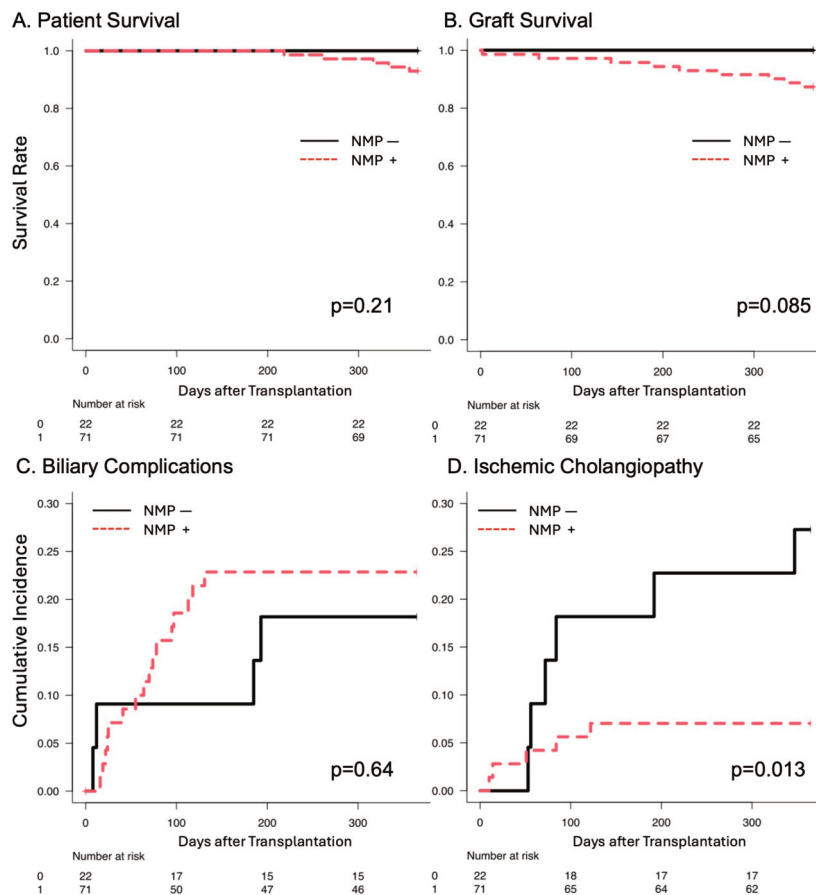 A. Patient Survival
1.0
0.8
0.6
0.4
0.2
0.0
Survival Rate
NMP —
NMP +
p=0.21
0 100 200 300
Days after Transplantation
Number at risk
0 22 22 22 22
1 71 71 71 69
B. Graft Survival
1.0
0.8
0.6
0.4
0.2
0.0
NMP —
NMP +
p=0.085
0 100 200 300
Days after Transplantation
Number at risk
0 22 22 22 22
1 71 69 67 65
C. Biliary Complications
0.30
0.25
0.20
0.15
0.10
0.05
0.00
Cumulative Incidence
NMP —
NMP +
p=0.64
0 100 200 300
Days after Transplantation
Number at risk
0 22 17 15 15
1 71 50 47 46
D. Ischemic Cholangiopathy
0.30
0.25
0.20
0.15
0.10
0.05
0.00
NMP —
NMP +
p=0.013
0 100 200 300
Days after Transplantation
Number at risk
0 22 18 17 17
1 71 65 64 62